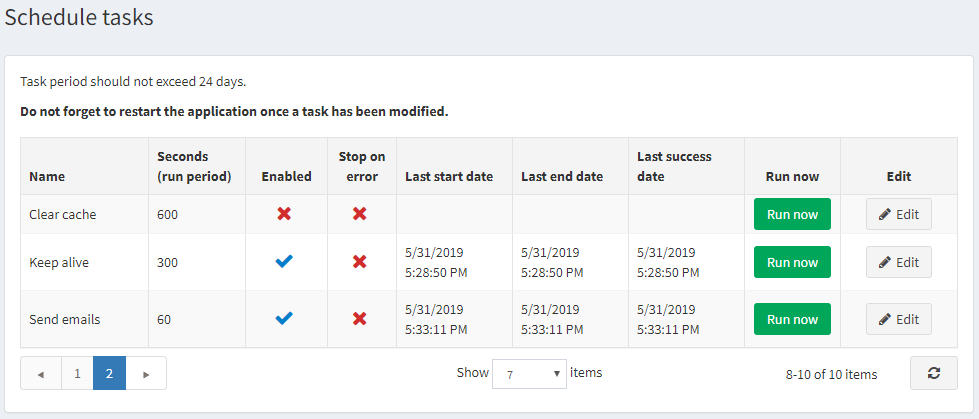 Schedule tasks
Task period should not exceed 24 days.
Do not forget to restart the application once a task has been modified.
Name Seconds (run period) Enabled Stop on error Last start date Last end date Last success date Run now Edit
Clear cache 600 Run now Edit
Keep alive 300 5/31/2019 5:28:50 PM 5/31/2019 5:28:50 PM 5/31/2019 5:28:50 PM Run now Edit
Send emails 60 5/31/2019 5:33:11 PM 5/31/2019 5:33:11 PM 5/31/2019 5:33:11 PM Run now Edit
1 2 Show 7 items 8-10 of 10 items